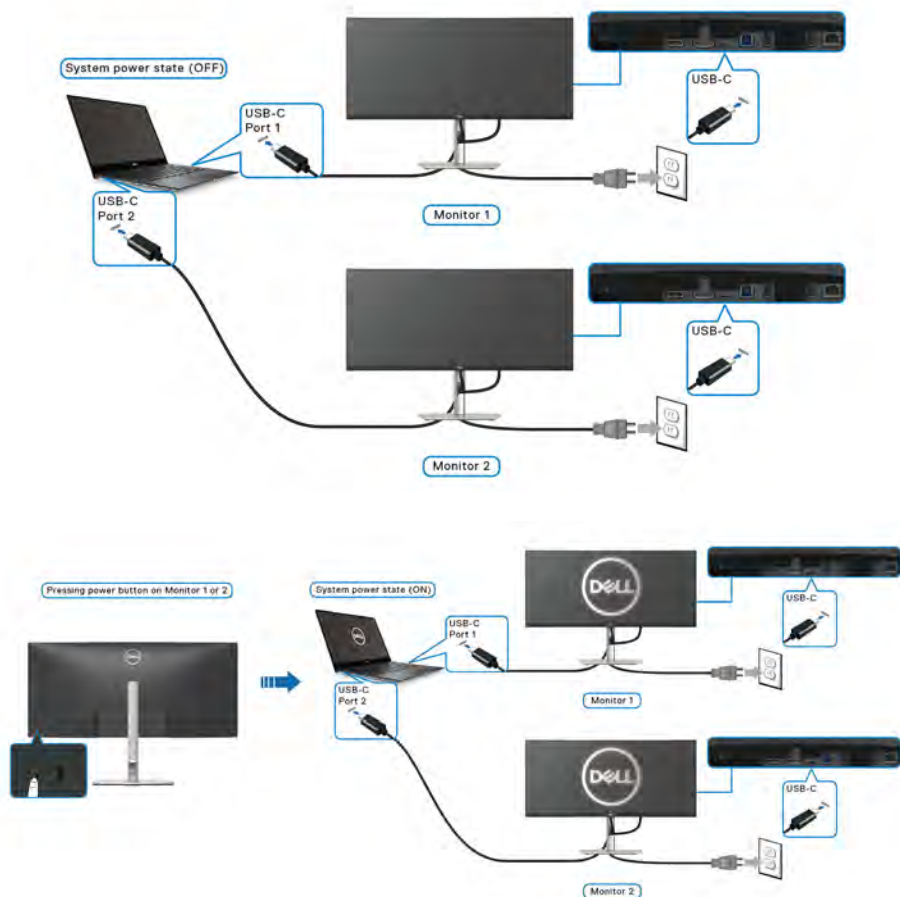 System power state (OFF)
USB-C
Port 1
USB-C
USB-C
Port 2
Monitor 1
USB-C
Monitor 2
Pressing power button on Monitor 1 or 2
System power state (ON)
DELL
DELL
USB-C
USB-C
Port 1
DELL
USB-C
Port 2
Monitor 1
DELL
USB-C
Monitor 2